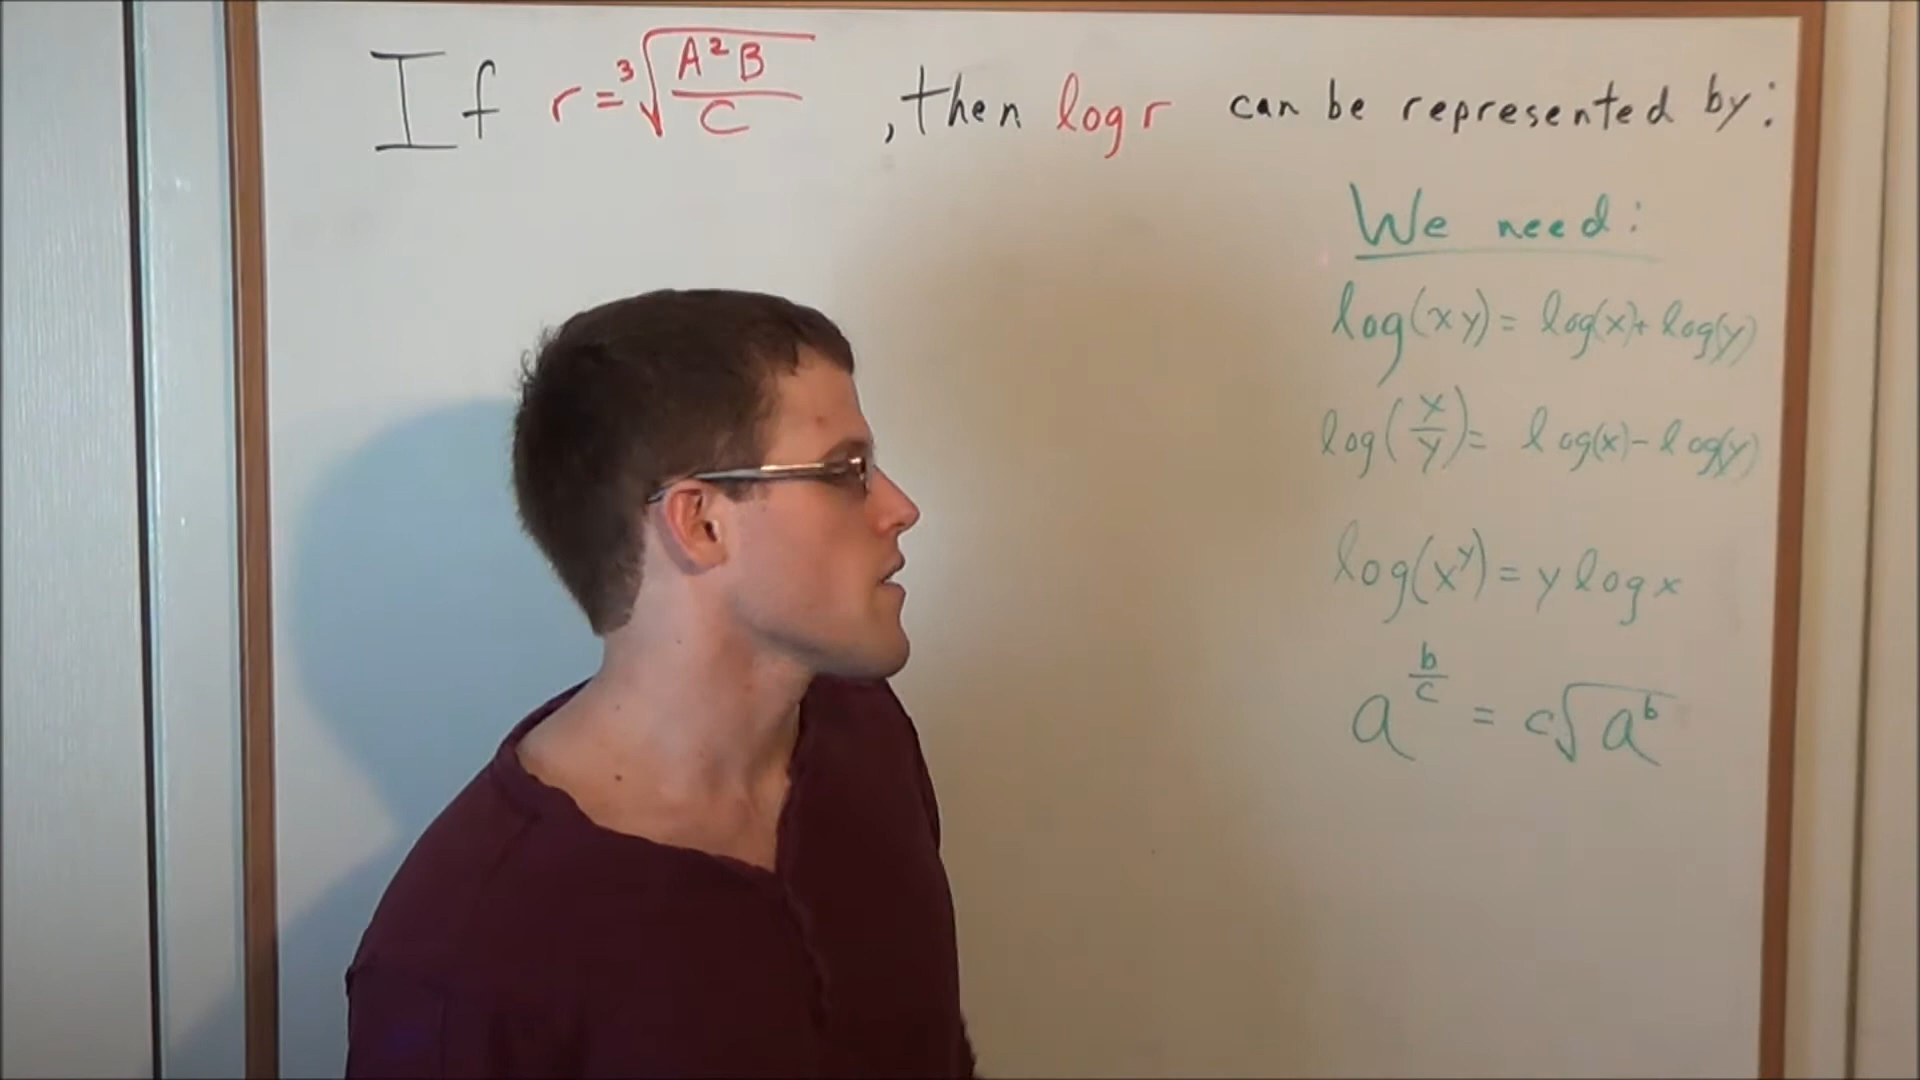 If r = ∛(A²B/C), then log r can be represented by:
We need:
log(xy) = log(x) + log(y)
log(x/y) = log(x) - log(y)
log(x^y) = y log x
a^(b/c) = c√(a^b)